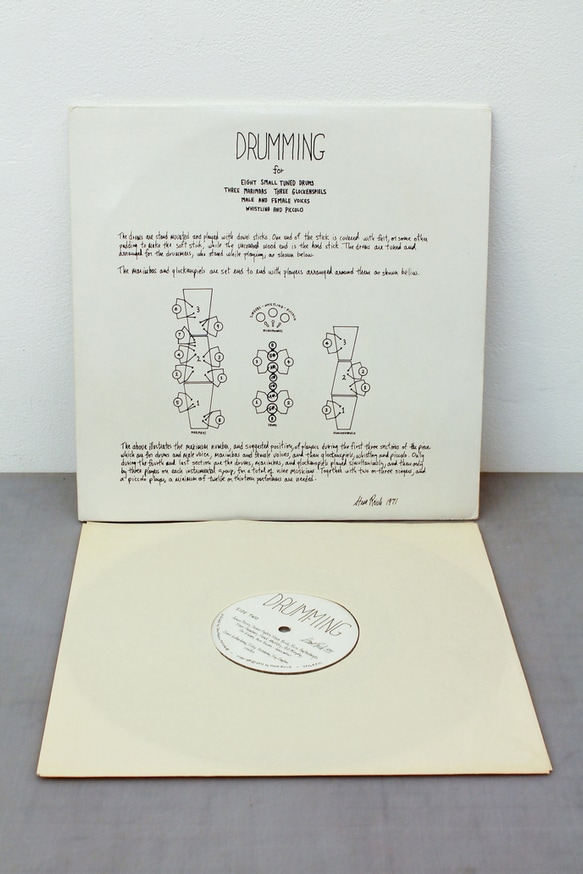 DRUMMING
for
EIGHT SMALL TUNED DRUMS
THREE MARIMBAS THREE GLOCKENSPIELS
MALE AND FEMALE VOICES
WHISTLING AND PICCOLO
The drums are stand mounted and played with dowel sticks. One end of the stick is covered with felt, or some other
padding to make the soft stick, while the uncovered wood end is the hard stick. The drums are tuned and
arranged for the drummers, who stand while playing, as shown below.
The marimbas and glockenspiels are set end to end with players arranged around them as shown below.
The above illustrates the maximum number, and suggested position, of players during the first three sections of the piece
which are for drums and male voice, marimbas and female voices, and then glockenspiels, whistling and piccolo. Only
during the fourth and last section are the drums, marimbas, and glockenspiels played simultaneously, and then only
by three players on each instrumental group, for a total of nine musicians. Together with two or three singers, and
a piccolo player, a minimum of twelve or thirteen performers are needed.
Steve Reich 1971
DRUMMING
SIDE TWO